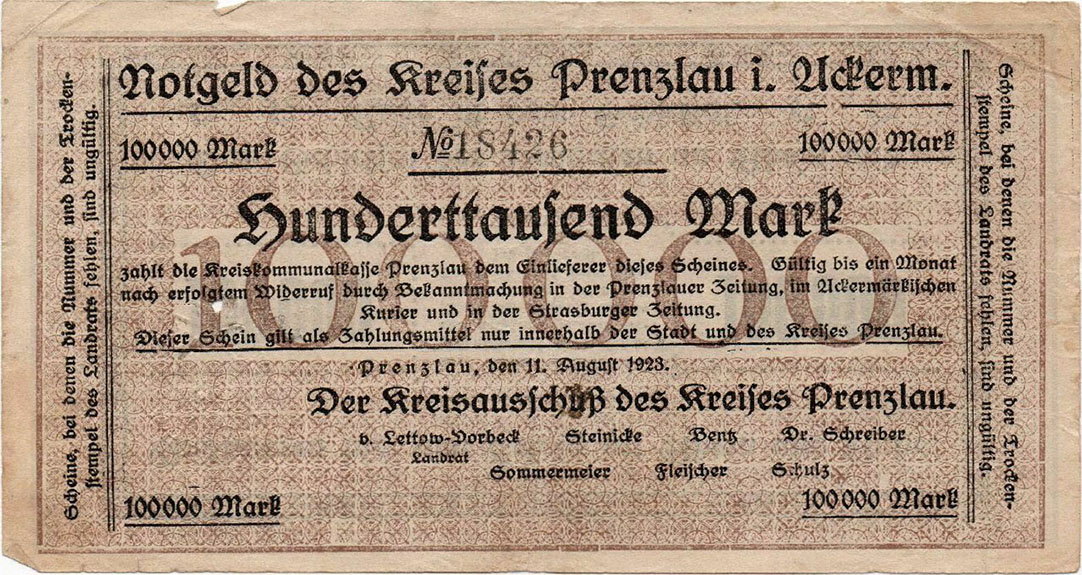 Notgeld des Kreises Prenzlau i. Uckerm.
100000 Mark
№ 18426
100000 Mark
Hunderttausend Mark
100000
zahlt die Kreiskommunalkasse Prenzlau dem Einlieferer dieses Scheines. Gültig bis ein Monat
nach erfolgtem Widerruf durch Bekanntmachung in der Prenzlauer Zeitung, im Uckermärkischen
Kurier und in der Strasburger Zeitung.
Dieser Schein gilt als Zahlungsmittel nur innerhalb der Stadt und des Kreises Prenzlau.
Prenzlau, den 11. August 1923.
Der Kreisausschuß des Kreises Prenzlau.
v. Lettow-Vorbeck Steinicke Bentz Dr. Schreiber
Landrat
Sommermeier Fleischer Schulz
100000 Mark
100000 Mark
Scheine, bei denen die Nummer und der Trocken-
stempel des Landrats fehlen, sind ungültig.
Scheine, bei denen die Nummer und der Trocken-
stempel des Landrats fehlen, sind ungültig.